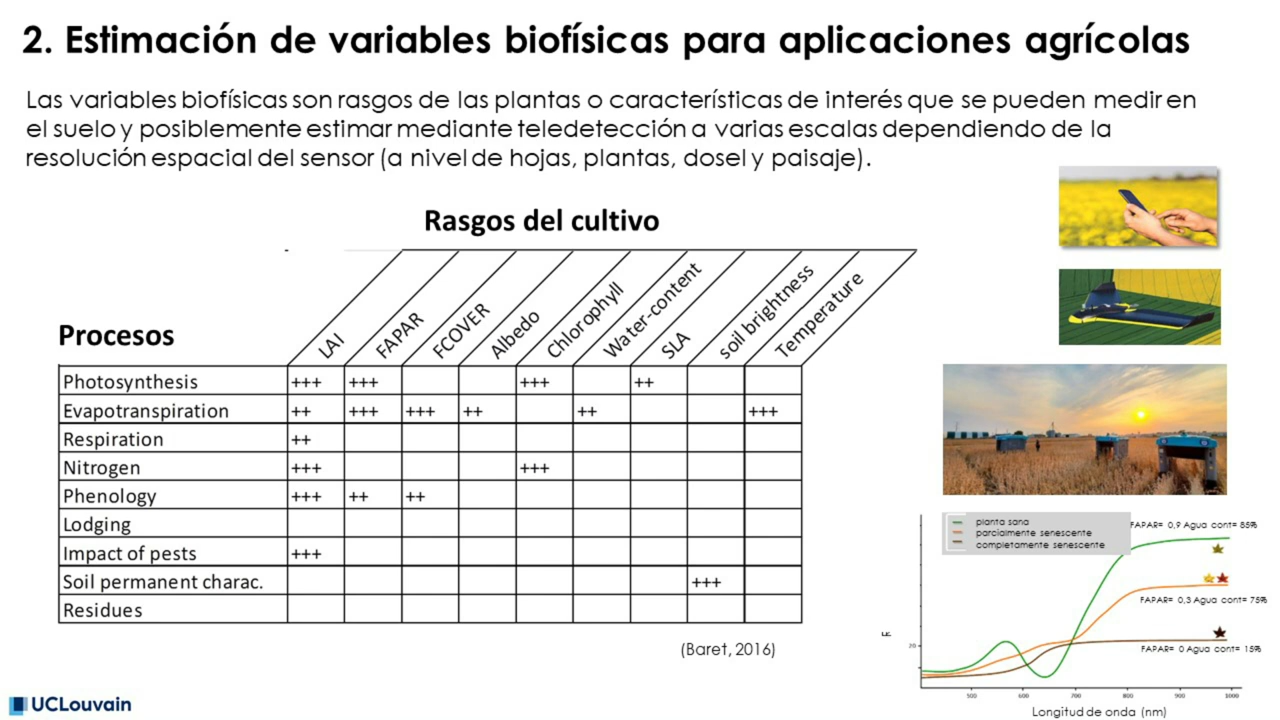 2. Estimación de variables biofísicas para aplicaciones agrícolas
Las variables biofísicas son rasgos de las plantas o características de interés que se pueden medir en
el suelo y posiblemente estimar mediante teledetección a varias escalas dependiendo de la
resolución espacial del sensor (a nivel de hojas, plantas, dosel y paisaje).
Rasgos del cultivo
Procesos
LAI
FAPAR
FCOVER
Albedo
Chlorophyll
Water-content
SLA
soil brightness
Temperature
Photosynthesis +++ +++ +++ ++
Evapotranspiration ++ +++ +++ ++ ++ +++
Respiration ++
Nitrogen +++ +++
Phenology +++ ++ ++
Lodging
Impact of pests +++
Soil permanent charac. +++
Residues
(Baret, 2016)
planta sana
parcialmente senescente
completamente senescente
FAPAR= 0,9 Agua cont= 85%
FAPAR= 0,3 Agua cont= 75%
FAPAR= 0 Agua cont= 15%
20
500 600 700 800 900 1000
Longitud de onda (nm)
UCLouvain